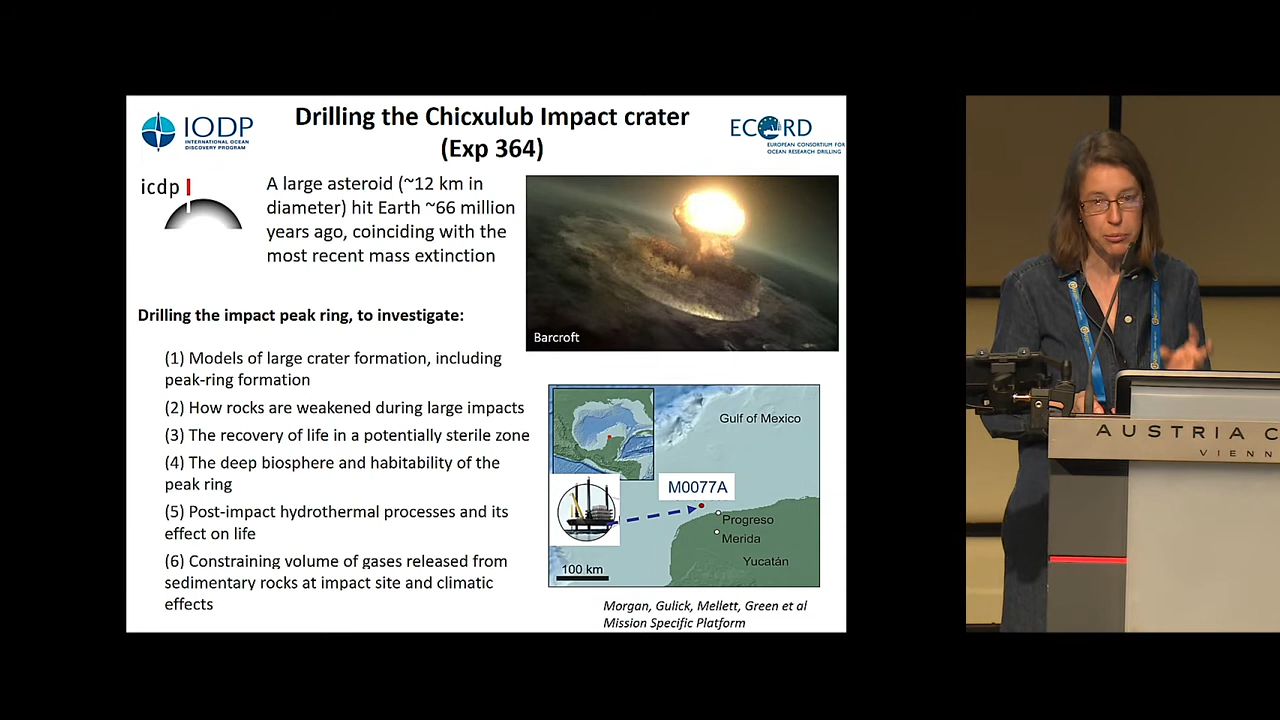 IODP
INTERNATIONAL OCEAN
DISCOVERY PROGRAM
Drilling the Chicxulub Impact crater
(Exp 364)
ECORD
EUROPEAN CONSORTIUM FOR
OCEAN RESEARCH DRILLING
icdp
A large asteroid (~12 km in
diameter) hit Earth ~66 million
years ago, coinciding with the
most recent mass extinction
Barcroft
Drilling the impact peak ring, to investigate:
(1) Models of large crater formation, including
peak-ring formation
(2) How rocks are weakened during large impacts
(3) The recovery of life in a potentially sterile zone
(4) The deep biosphere and habitability of the
peak ring
(5) Post-impact hydrothermal processes and its
effect on life
(6) Constraining volume of gases released from
sedimentary rocks at impact site and climatic
effects
Gulf of Mexico
M0077A
Progreso
Merida
Yucatán
100 km
Morgan, Gulick, Mellett, Green et al
Mission Specific Platform
AUSTRIA C
VIENN